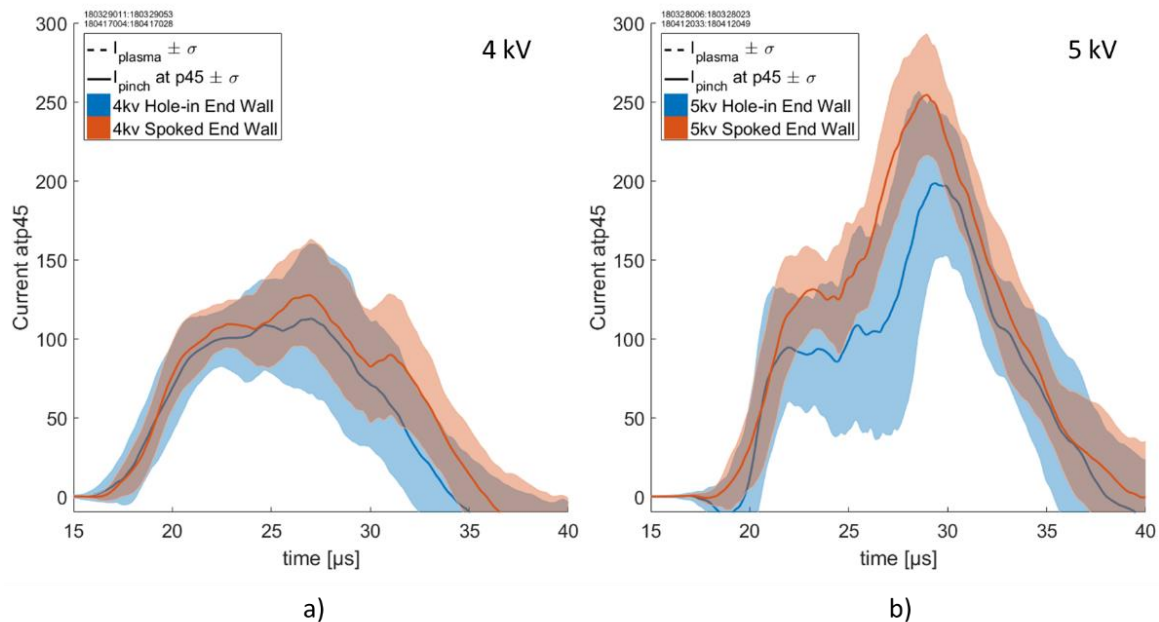 180329011:180329053
180417004:180417028
4 kV
I_plasma ± σ
I_pinch at p45 ± σ
4kv Hole-in End Wall
4kv Spoked End Wall
300
250
200
150
100
50
0
Current atp45
15 20 25 30 35 40
time [µs]
a)
180328006:180328023
180412033:180412049
5 kV
I_plasma ± σ
I_pinch at p45 ± σ
5kv Hole-in End Wall
5kv Spoked End Wall
300
250
200
150
100
50
0
Current atp45
15 20 25 30 35 40
time [µs]
b)